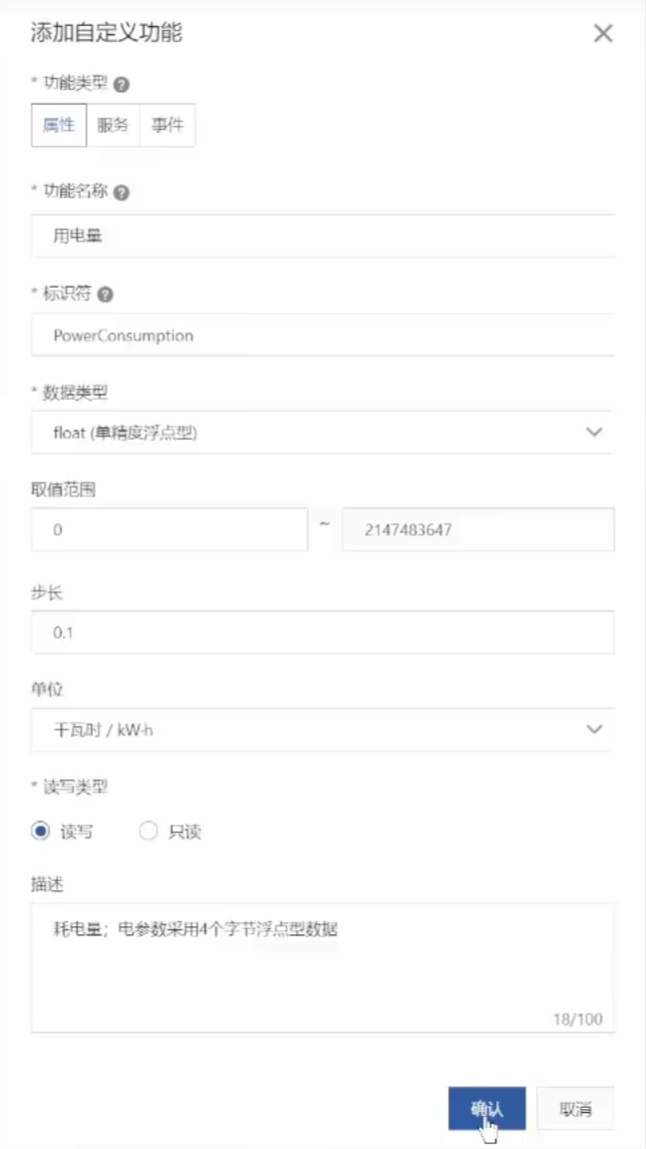 添加自定义功能
* 功能类型 ?
属性 服务 事件
* 功能名称 ?
用电量
* 标识符 ?
PowerConsumption
* 数据类型
float (单精度浮点型)
取值范围
0 ~ 2147483647
步长
0.1
单位
千瓦时 / kW·h
* 读写类型
读写 只读
描述
耗电量；电参数采用4个字节浮点型数据
18/100
确认 取消